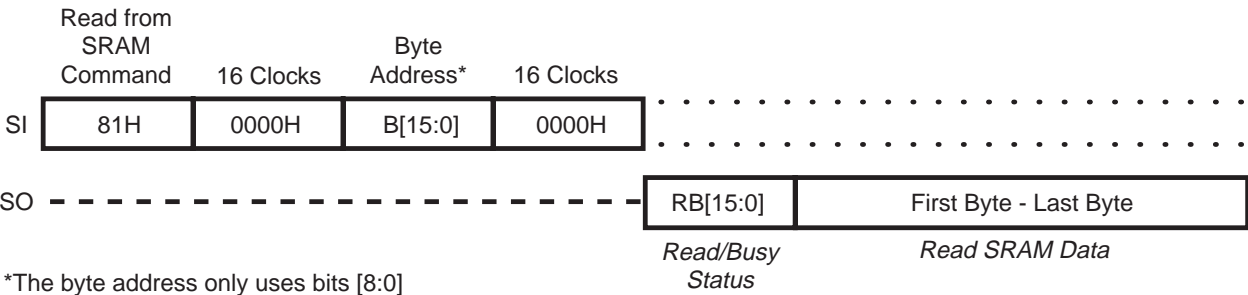 Read from
SRAM
Command
16 Clocks
Byte
Address*
16 Clocks
SI
81H
0000H
B[15:0]
0000H
SO
RB[15:0]
First Byte - Last Byte
Read/Busy
Status
Read SRAM Data
*The byte address only uses bits [8:0]